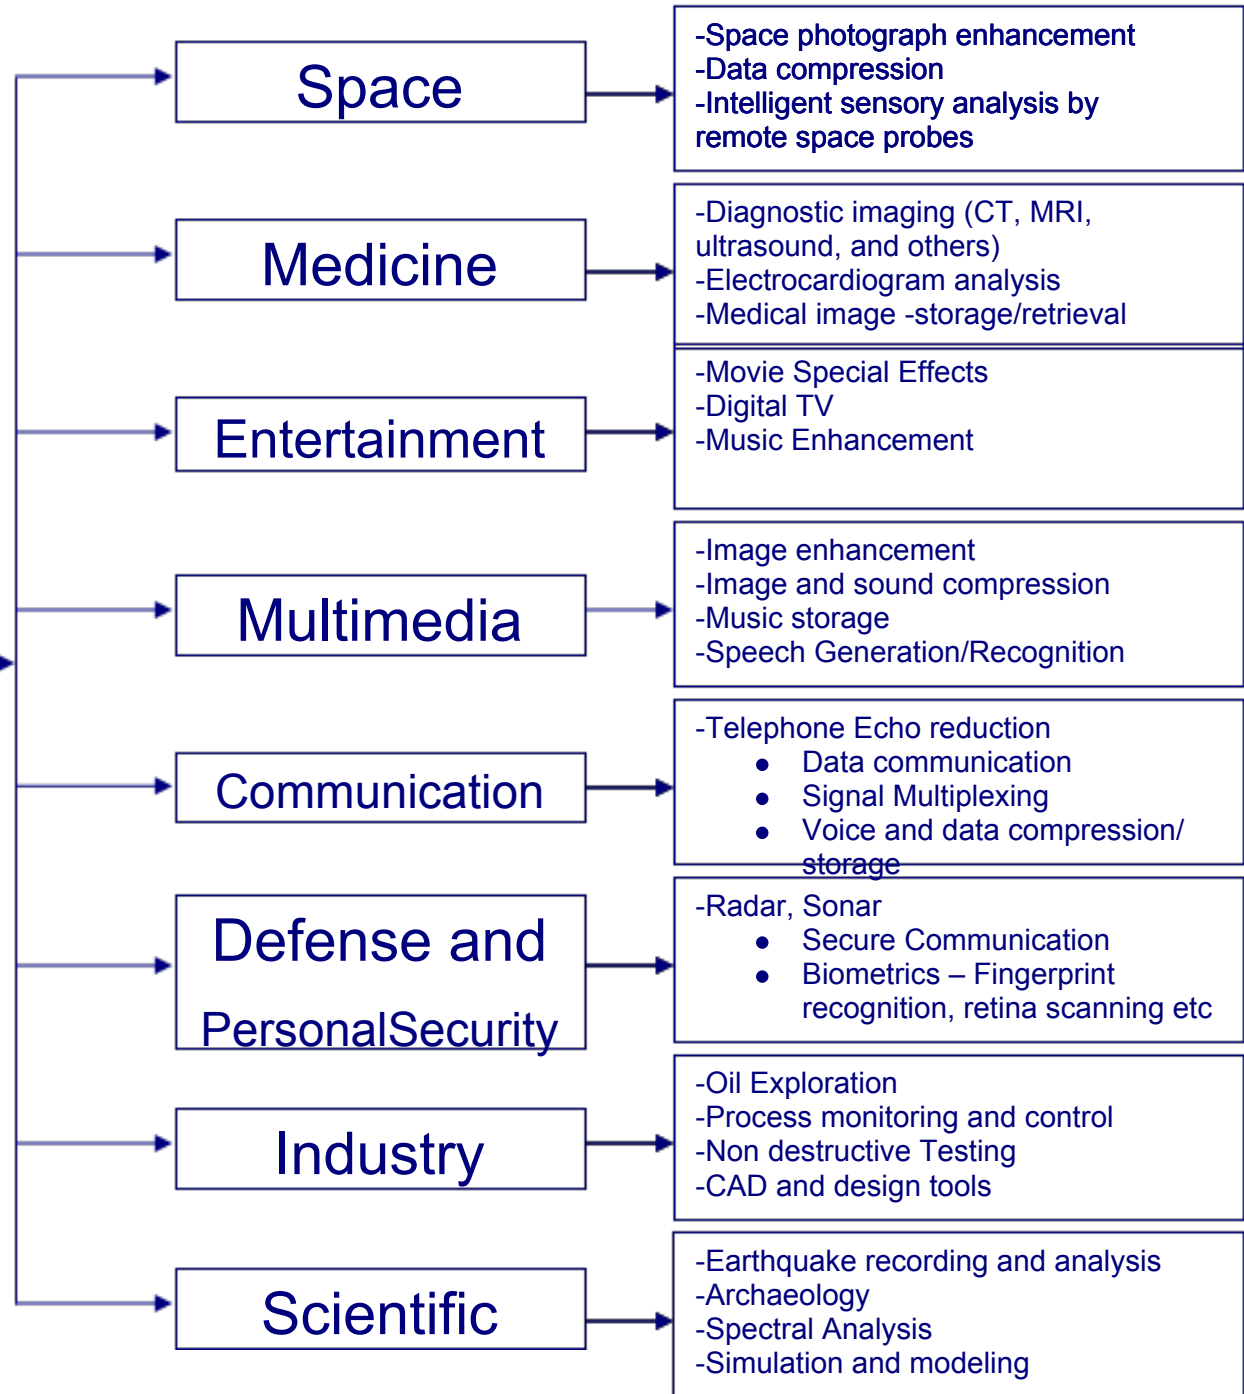 Space
-Space photograph enhancement
-Data compression
-Intelligent sensory analysis by
remote space probes
Medicine
-Diagnostic imaging (CT, MRI,
ultrasound, and others)
-Electrocardiogram analysis
-Medical image -storage/retrieval
Entertainment
-Movie Special Effects
-Digital TV
-Music Enhancement
Multimedia
-Image enhancement
-Image and sound compression
-Music storage
-Speech Generation/Recognition
Communication
-Telephone Echo reduction
● Data communication
● Signal Multiplexing
● Voice and data compression/
storage
Defense and
PersonalSecurity
-Radar, Sonar
● Secure Communication
● Biometrics – Fingerprint
recognition, retina scanning etc
Industry
-Oil Exploration
-Process monitoring and control
-Non destructive Testing
-CAD and design tools
Scientific
-Earthquake recording and analysis
-Archaeology
-Spectral Analysis
-Simulation and modeling